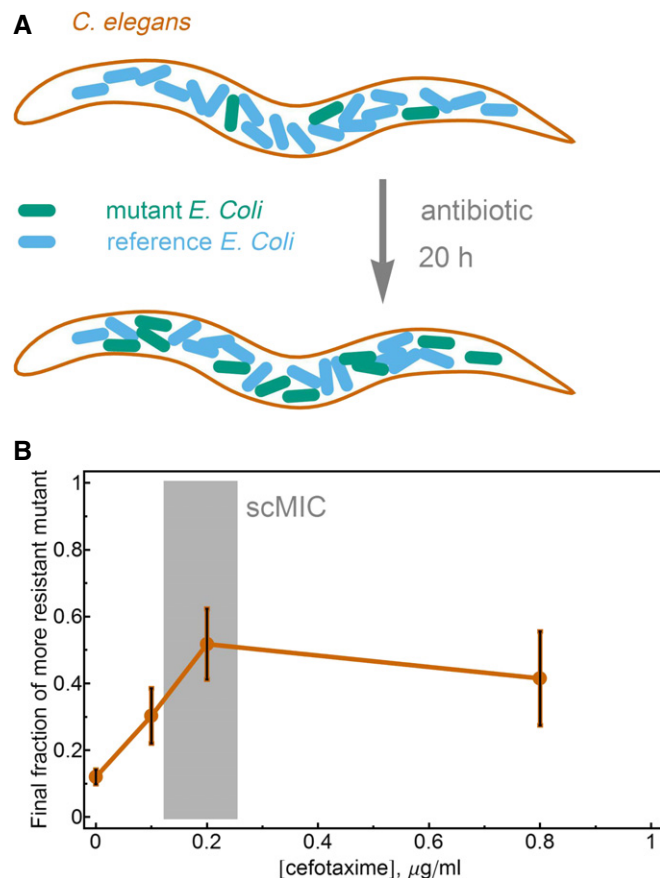 A
C. elegans
mutant E. Coli
reference E. Coli
antibiotic
20 h
B
scMIC
Final fraction of more resistant mutant
1
0.8
0.6
0.4
0.2
0
0
0.2
0.4
0.6
0.8
1
[cefotaxime], μg/ml